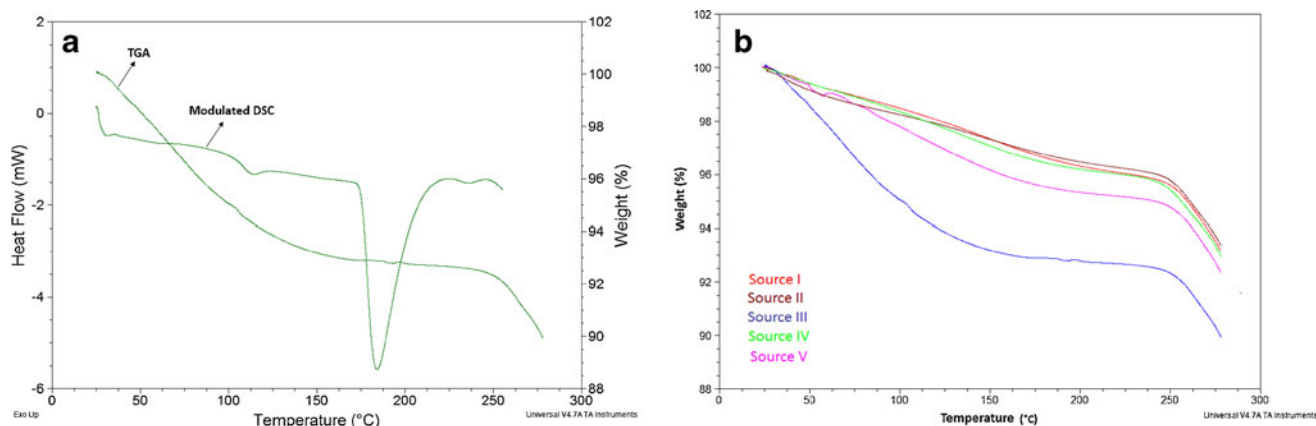 a
TGA
Modulated DSC
2
0
-2
-4
-6
Heat Flow (mW)
102
100
98
96
94
92
90
88
Weight (%)
0
50
100
150
200
250
300
Exo Up
Temperature (°C)
Universal V4.7A TA Instruments
b
102
100
98
96
94
92
90
88
Weight (%)
Source I
Source II
Source III
Source IV
Source V
0
50
100
150
200
250
300
Temperature (°c)
Universal V4.7A TA Instruments